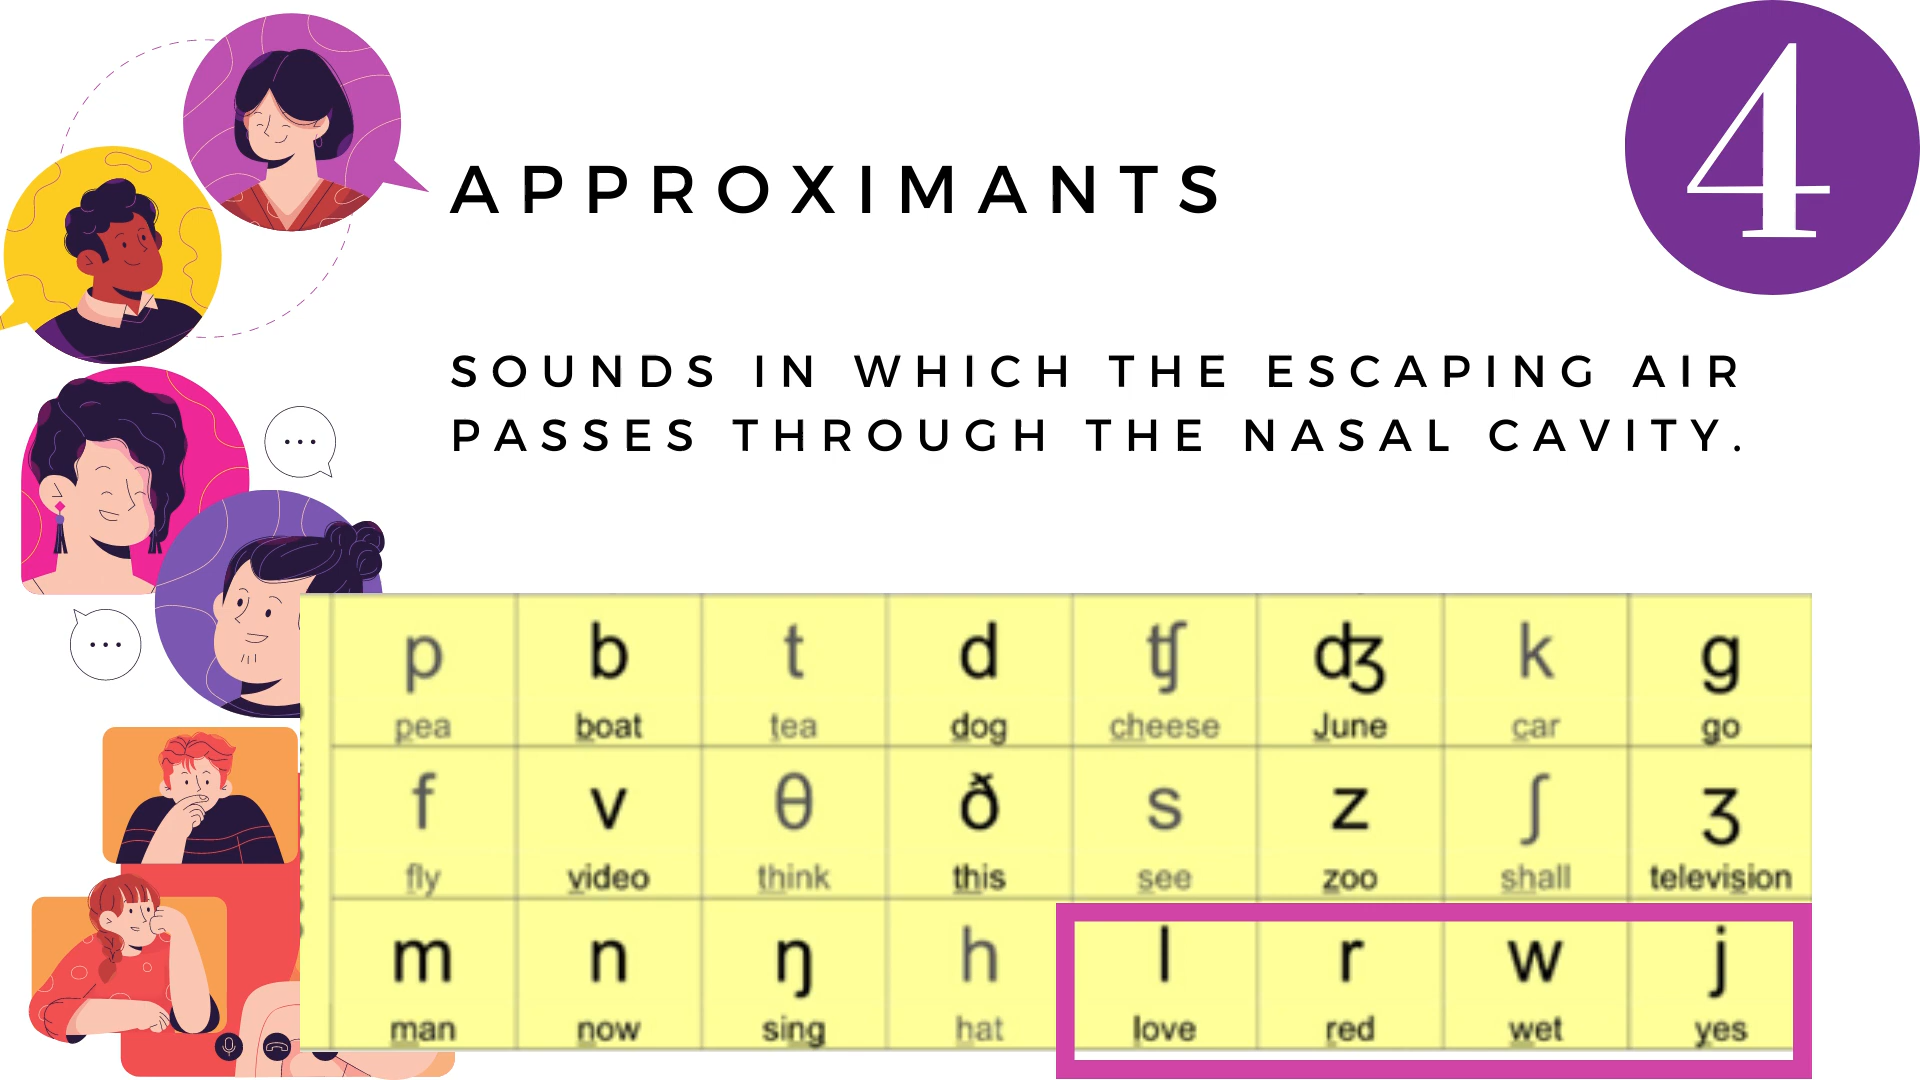 4
APPROXIMANTS
SOUNDS IN WHICH THE ESCAPING AIR
PASSES THROUGH THE NASAL CAVITY.
p b t d ʧ ʤ k g
pea boat tea dog cheese June car go
f v θ ð s z ʃ ʒ
fly video think this see zoo shall television
m n ŋ h l r w j
man now sing hat love red wet yes